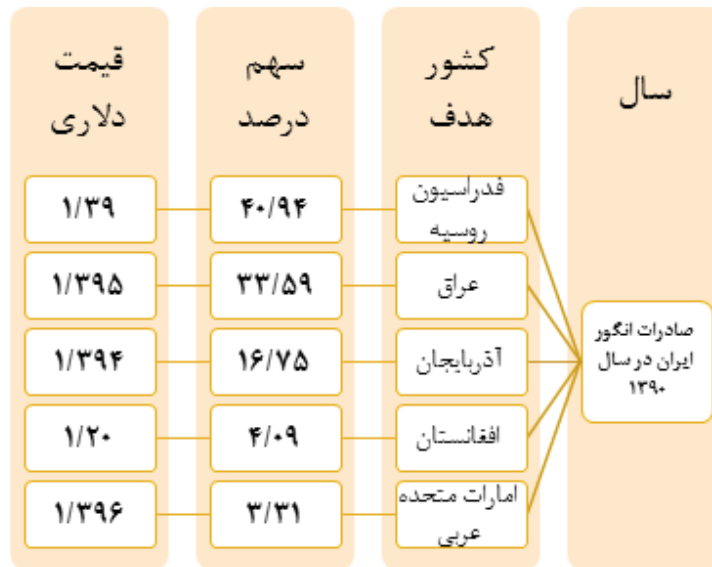 سال
کشور
هدف
سهم
درصد
قیمت
دلاری
صادرات انگور
ایران در سال
۱۳۹۰
فدراسیون
روسیه
۴۰/۹۴
۱/۳۹
عراق
۳۳/۵۹
۱/۳۹۵
آذربایجان
۱۶/۷۵
۱/۳۹۴
افغانستان
۴/۰۹
۱/۲۰
امارات متحده
عربی
۳/۳۱
۱/۳۹۶